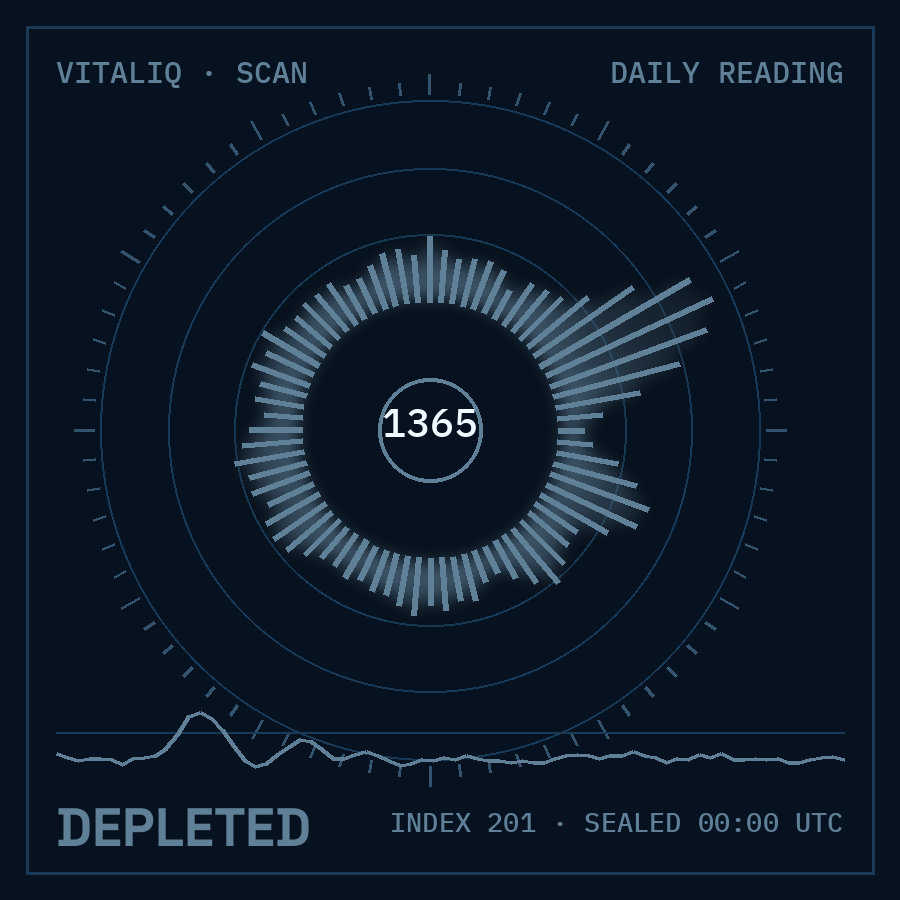 VITALIQ · SCAN
DAILY READING
1365
DEPLETED
INDEX 201 · SEALED 00:00 UTC